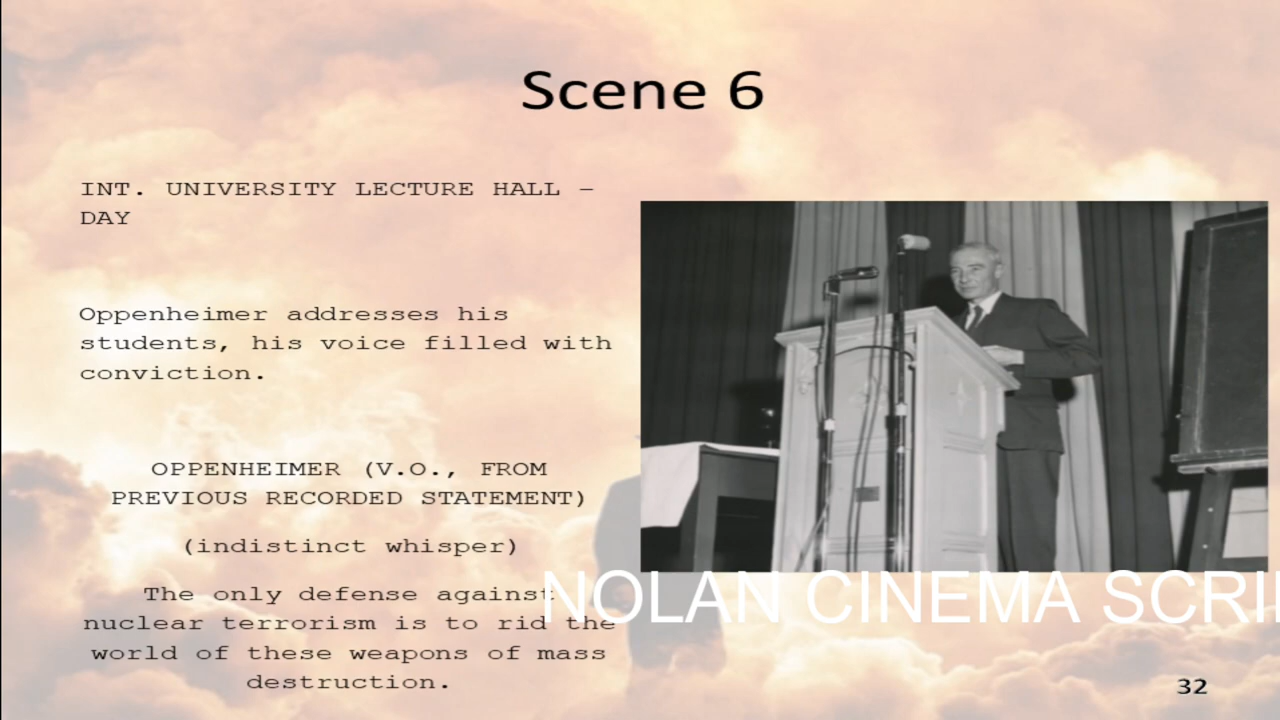 Scene 6
INT. UNIVERSITY LECTURE HALL –
DAY
Oppenheimer addresses his
students, his voice filled with
conviction.
OPPENHEIMER (V.O., FROM
PREVIOUS RECORDED STATEMENT)
(indistinct whisper)
The only defense against
nuclear terrorism is to rid the
world of these weapons of mass
destruction.
NOLAN CINEMA SCRI
32